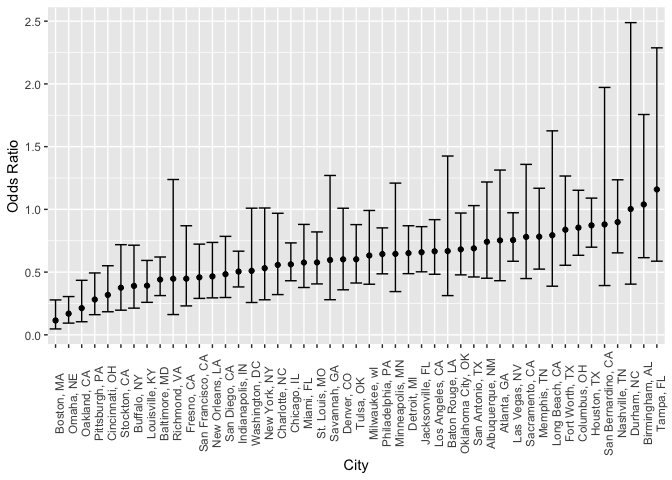 2.5
2.0
1.5
1.0
0.5
0.0
Odds Ratio
Boston, MA
Omaha, NE
Oakland, CA
Pittsburgh, PA
Cincinnati, OH
Stockton, CA
Buffalo, NY
Louisville, KY
Baltimore, MD
Richmond, VA
Fresno, CA
San Francisco, CA
New Orleans, LA
San Diego, CA
Indianapolis, IN
Washington, DC
New York, NY
Charlotte, NC
Chicago, IL
Miami, FL
St. Louis, MO
Savannah, GA
Denver, CO
Tulsa, OK
Milwaukee, wI
Philadelphia, PA
Minneapolis, MN
Detroit, MI
Jacksonville, FL
Los Angeles, CA
Baton Rouge, LA
Oklahoma City, OK
San Antonio, TX
Albuquerque, NM
Atlanta, GA
Las Vegas, NV
Sacramento, CA
Memphis, TN
Long Beach, CA
Fort Worth, TX
Columbus, OH
Houston, TX
San Bernardino, CA
Nashville, TN
Durham, NC
Birmingham, AL
Tampa, FL
City